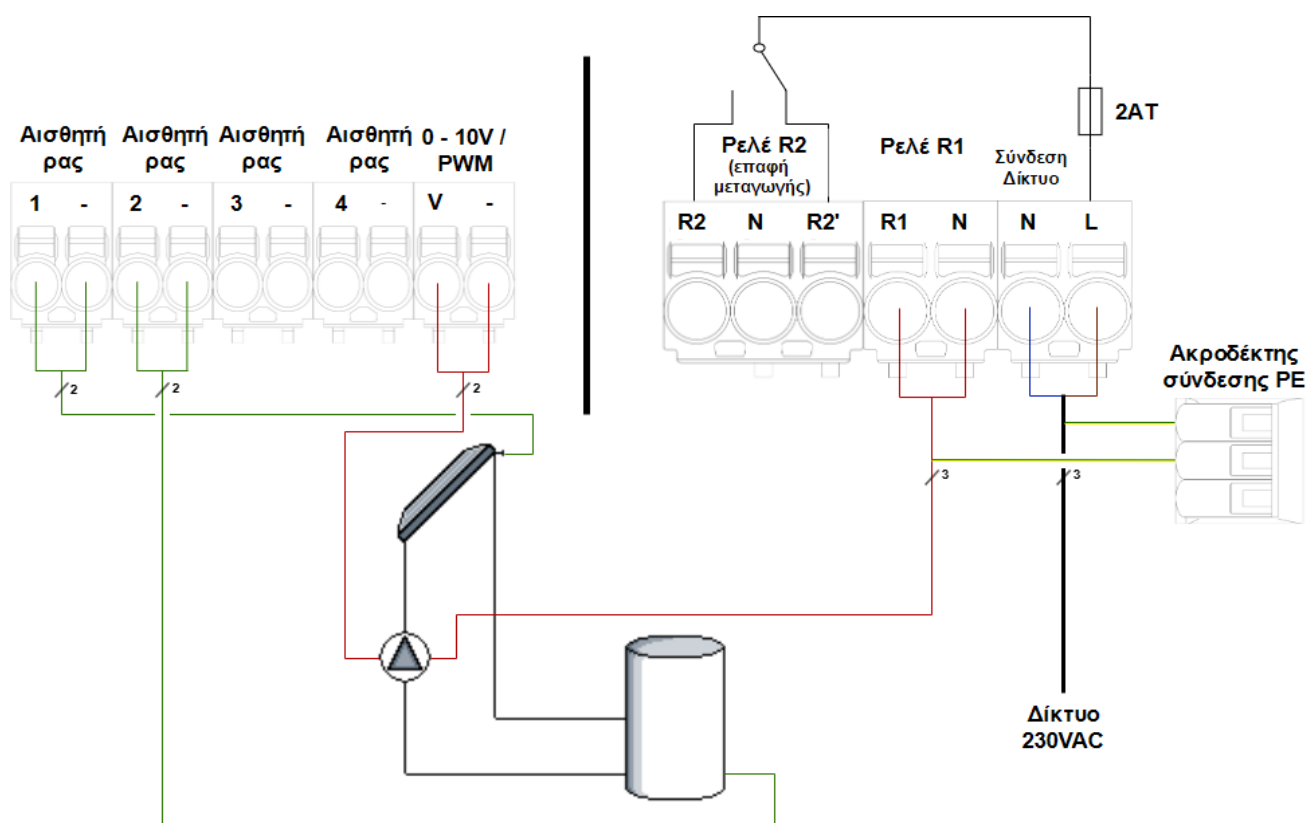 Αισθητή
ρας
Αισθητή
ρας
Αισθητή
ρας
Αισθητή
ρας
0 - 10V /
PWM
1 - 2 - 3 - 4 - V -
2
2
2
2AT
Ρελέ R2
(επαφή
μεταγωγής)
Ρελέ R1
Σύνδεση
Δίκτυο
R2 N R2' R1 N N L
Ακροδέκτης
σύνδεσης PE
3
3
Δίκτυο
230VAC